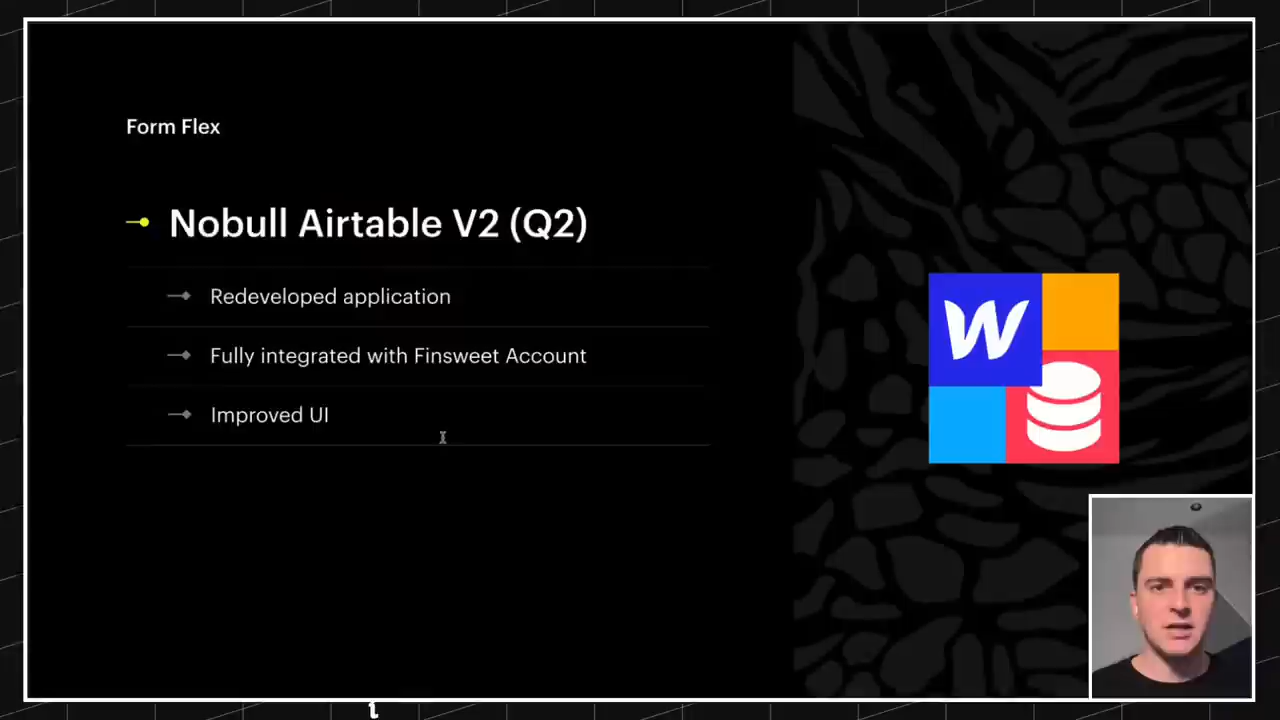 Form Flex
Nobull Airtable V2 (Q2)
Redeveloped application
Fully integrated with Finsweet Account
Improved UI
W
t